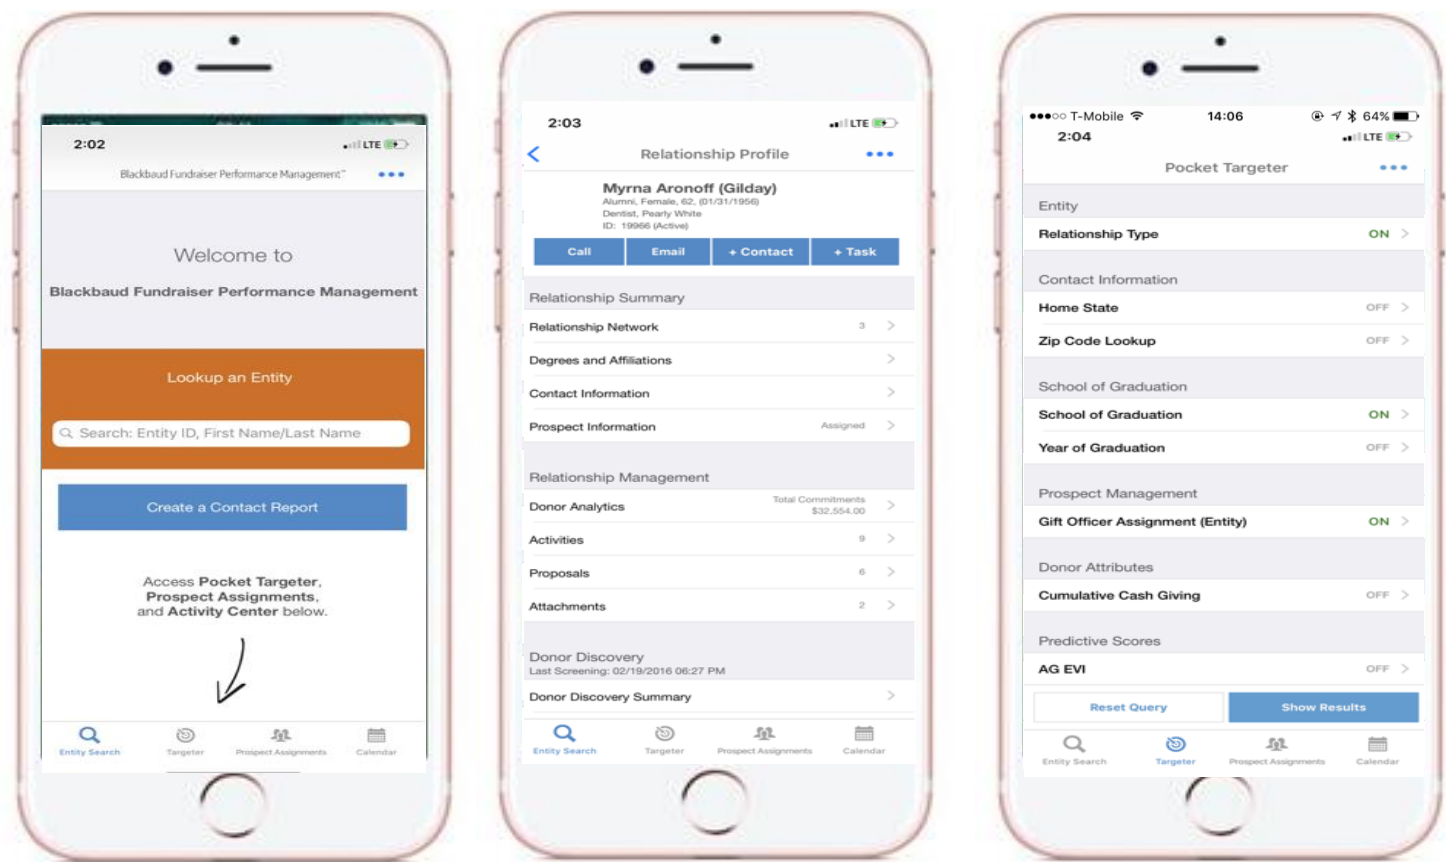 2:02
LTE
Blackbaud Fundraiser Performance Management™
Welcome to
Blackbaud Fundraiser Performance Management
Lookup an Entity
Search: Entity ID, First Name/Last Name
Create a Contact Report
Access Pocket Targeter,
Prospect Assignments,
and Activity Center below.
Entity Search Targeter Prospect Assignments Calendar
2:03
LTE
Relationship Profile
Myrna Aronoff (Gilday)
Alumni, Female, 62, (01/31/1956)
Dentist, Pearly White
ID: 19966 (Active)
Call Email + Contact + Task
Relationship Summary
Relationship Network 3
Degrees and Affiliations
Contact Information
Prospect Information Assigned
Relationship Management
Donor Analytics Total Commitments
$32,554.00
Activities 9
Proposals 6
Attachments 2
Donor Discovery
Last Screening: 02/19/2016 06:27 PM
Donor Discovery Summary
Entity Search Targeter Prospect Assignments Calendar
T-Mobile 14:06 64%
2:04 LTE
Pocket Targeter
Entity
Relationship Type ON
Contact Information
Home State OFF
Zip Code Lookup OFF
School of Graduation
School of Graduation ON
Year of Graduation OFF
Prospect Management
Gift Officer Assignment (Entity) ON
Donor Attributes
Cumulative Cash Giving OFF
Predictive Scores
AG EVI OFF
Reset Query Show Results
Entity Search Targeter Prospect Assignments Calendar